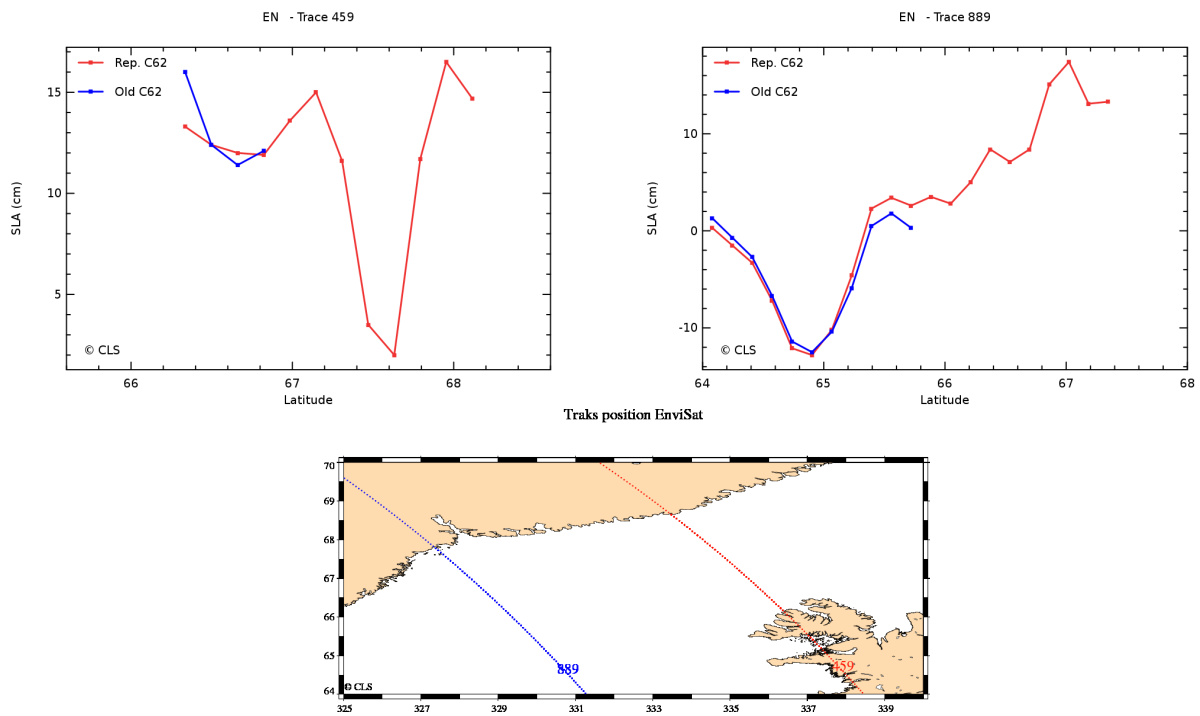 EN - Trace 459
Rep. C62
Old C62
15
10
5
SLA (cm)
© CLS
66 67 68
Latitude
EN - Trace 889
Rep. C62
Old C62
10
0
-10
SLA (cm)
© CLS
64 65 66 67 68
Latitude
Traks position EnviSat
70
69
68
67
66
65
64
889
459
© CLS
325 327 329 331 333 335 337 339